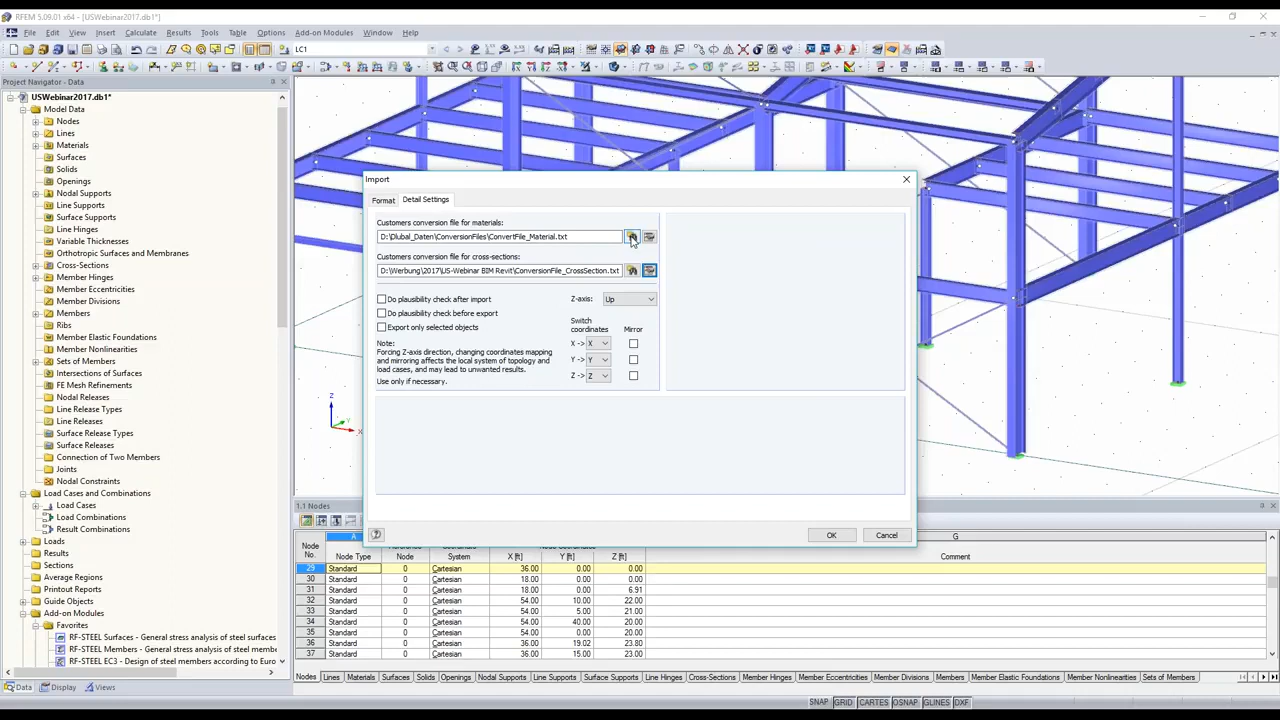 RFEM 5.09.01 x64 - [USWebinar2017.db1*]
File Edit View Insert Calculate Results Tools Table Options Add-on Modules Window Help
LC1
Project Navigator - Data
USWebinar2017.db1*
Model Data
Nodes
Lines
Materials
Surfaces
Solids
Openings
Nodal Supports
Line Supports
Surface Supports
Line Hinges
Variable Thicknesses
Orthotropic Surfaces and Membranes
Cross-Sections
Member Hinges
Member Eccentricities
Member Divisions
Members
Ribs
Member Elastic Foundations
Member Nonlinearities
Sets of Members
Intersections of Surfaces
FE Mesh Refinements
Nodal Releases
Line Release Types
Line Releases
Surface Release Types
Surface Releases
Connection of Two Members
Joints
Nodal Constraints
Load Cases and Combinations
Load Cases
Load Combinations
Result Combinations
Loads
Results
Sections
Average Regions
Printout Reports
Guide Objects
Add-on Modules
Favorites
RF-STEEL Surfaces - General stress analysis of steel surfaces
RF-STEEL Members - General stress analysis of steel membe
RF-STEEL EC3 - Design of steel members according to Euro
Data Display Views
Import
Format Detail Settings
Customers conversion file for materials:
D:\Dlubal_Daten\ConversionFiles\ConvertFile_Material.txt
Customers conversion file for cross-sections:
D:\Werbung\2017\US-Webinar BIM Revit\ConversionFile_CrossSection.txt
Do plausibility check after import
Do plausibility check before export
Export only selected objects
Z-axis: Up
Switch coordinates Mirror
X -> X
Y -> Y
Z -> Z
Note:
Forcing Z-axis direction, changing coordinates mapping
and mirroring affects the local system of topology and
load cases, and may lead to unwanted results.
Use only if necessary.
OK Cancel
Z
Y
X
1.1 Nodes
A G
Node No. Node Type Node System X [ft] Y [ft] Z [ft] Comment
29 Standard 0 Cartesian 36.00 0.00 0.00
30 Standard 0 Cartesian 18.00 0.00 0.00
31 Standard 0 Cartesian 18.00 0.00 6.91
32 Standard 0 Cartesian 54.00 10.00 22.00
33 Standard 0 Cartesian 54.00 5.00 21.00
34 Standard 0 Cartesian 54.00 40.00 20.00
35 Standard 0 Cartesian 54.00 0.00 20.00
36 Standard 0 Cartesian 36.00 19.02 23.80
37 Standard 0 Cartesian 36.00 15.00 23.00
Nodes Lines Materials Surfaces Solids Openings Nodal Supports Line Supports Surface Supports Line Hinges Cross-Sections Member Hinges Member Eccentricities Member Divisions Members Member Elastic Foundations Member Nonlinearities Sets of Members
SNAP GRID CARTES OSNAP GLINES DXF